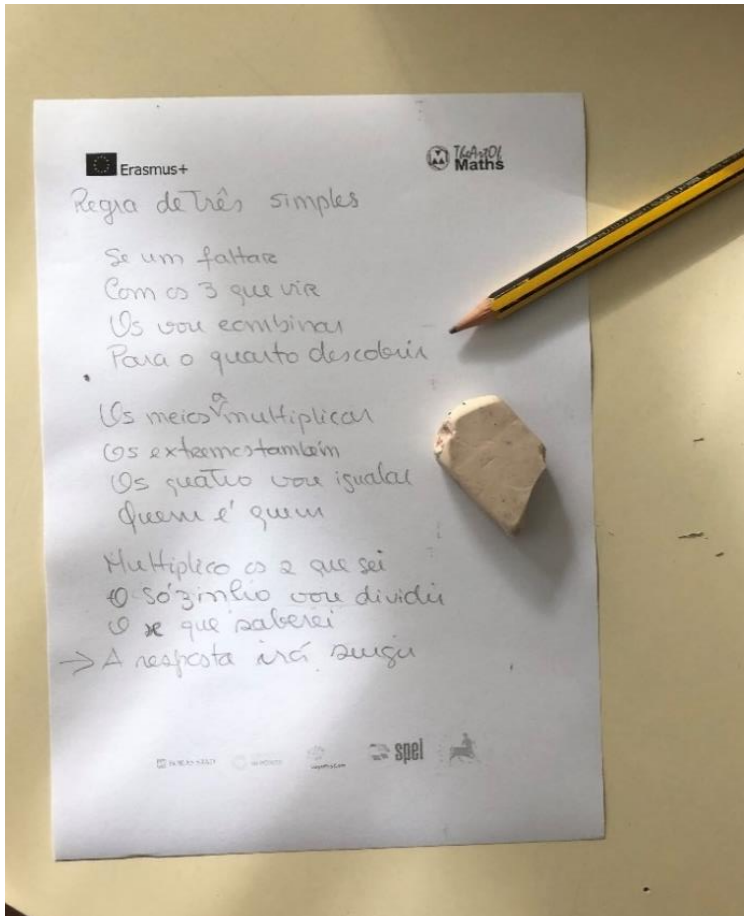 Erasmus+
TheArtOf
Maths
Regra de Três simples
Se um faltar
Com os 3 que vir
Os vou combinar
Para o quarto descobrir
Os meios a multiplicar
Os extremos também
Os quatro vou igualar
Quem é quem
Multiplico os 2 que sei
O sózinho vou dividir
O x que saberei
→ A resposta irá surgir
spel